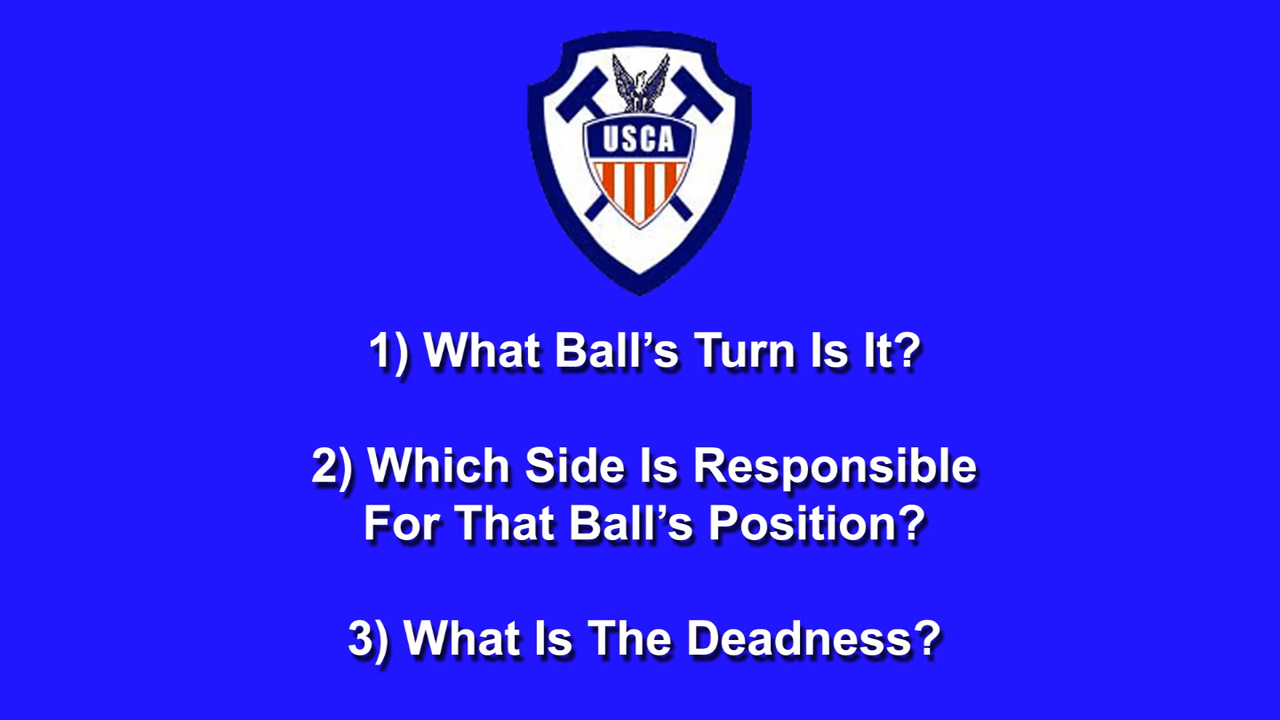 USCA
1) What Ball’s Turn Is It?
2) Which Side Is Responsible
For That Ball’s Position?
3) What Is The Deadness?